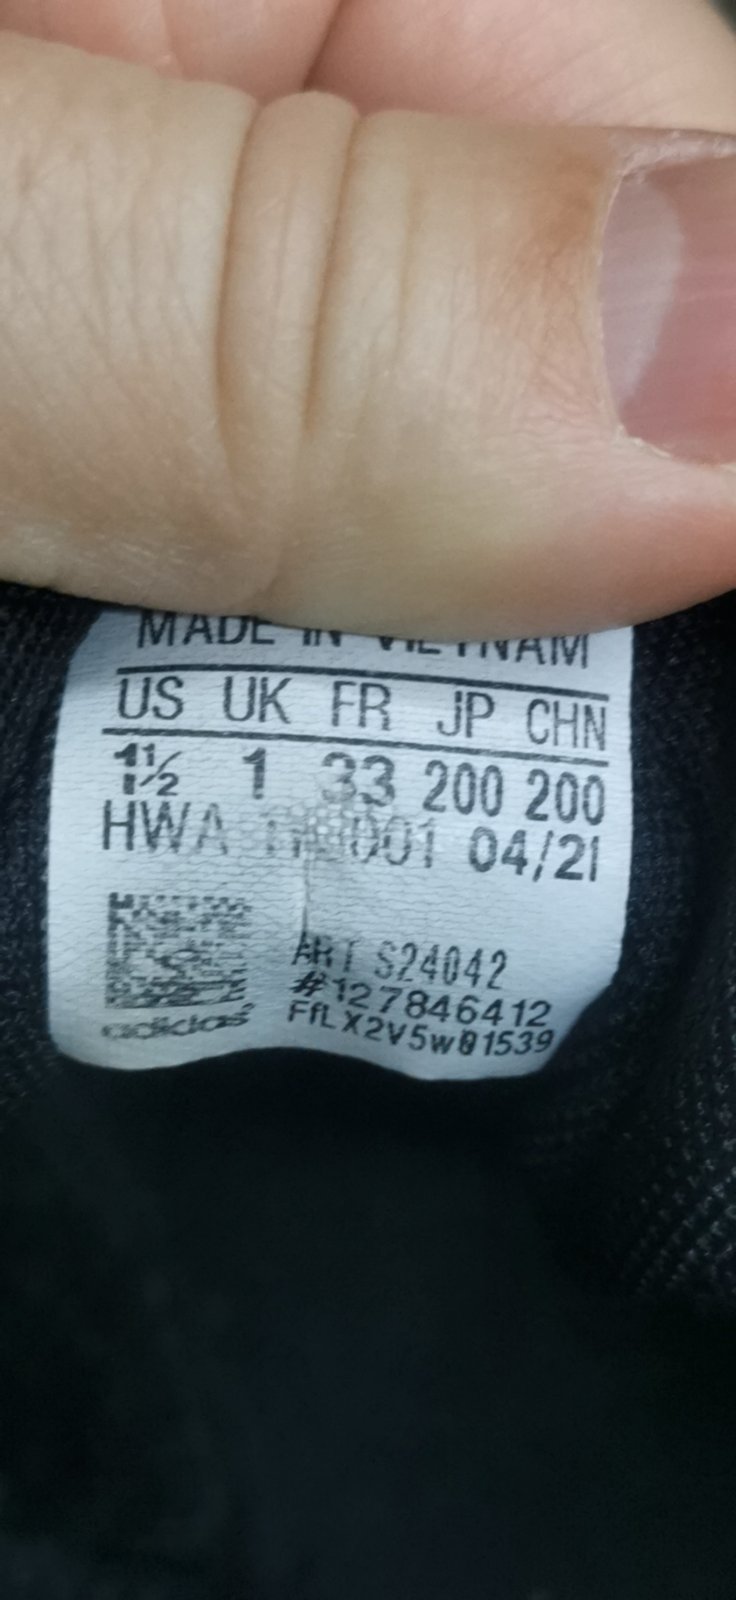 MADE IN VIETNAM
US UK FR JP CHN
1½ 1 33 200 200
HWA 04/21
ART S24042
#127846412
FfLX2V5w01539
adidas